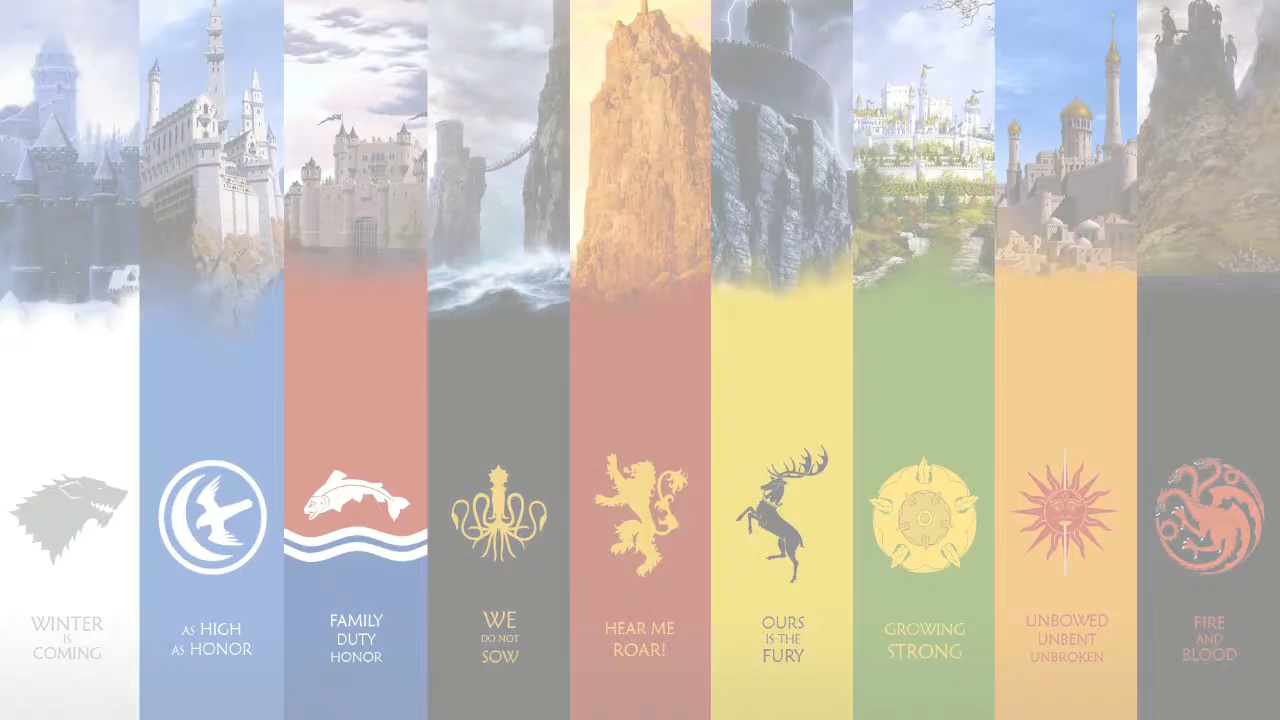 WINTER
IS
COMING
AS HIGH
AS HONOR
FAMILY
DUTY
HONOR
WE
DO NOT
SOW
HEAR ME
ROAR!
OURS
IS THE
FURY
GROWING
STRONG
UNBOWED
UNBENT
UNBROKEN
FIRE
AND
BLOOD